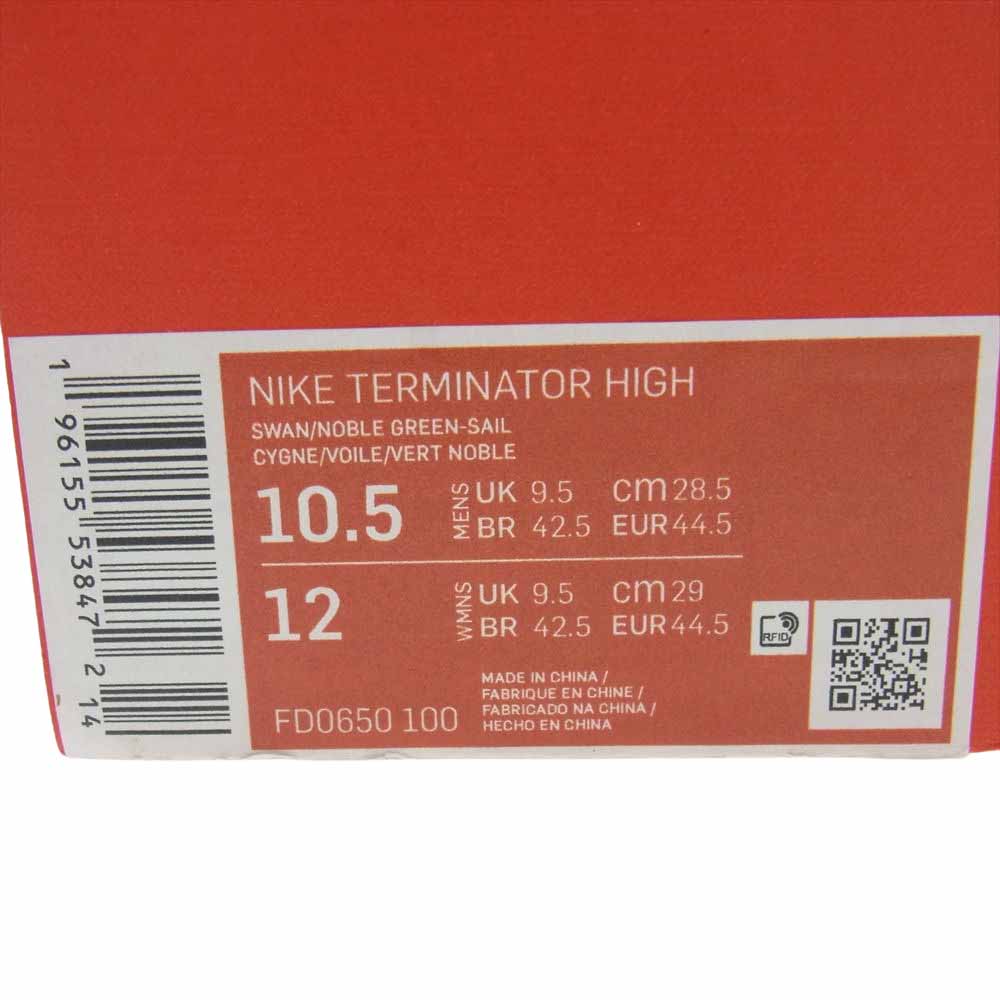 NIKE TERMINATOR HIGH
SWAN/NOBLE GREEN-SAIL
CYGNE/VOILE/VERT NOBLE
10.5 MENS UK 9.5 cm 28.5
BR 42.5 EUR 44.5
12 WMNS UK 9.5 cm 29
BR 42.5 EUR 44.5
RFID
FD0650 100
MADE IN CHINA /
FABRIQUE EN CHINE /
FABRICADO NA CHINA /
HECHO EN CHINA
1 96155 53847 2 14